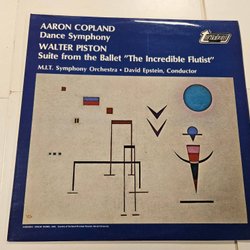 AARON COPLAND
Dance Symphony
WALTER PISTON
Suite from the Ballet "The Incredible Flutist"
M.I.T. Symphony Orchestra • David Epstein, Conductor